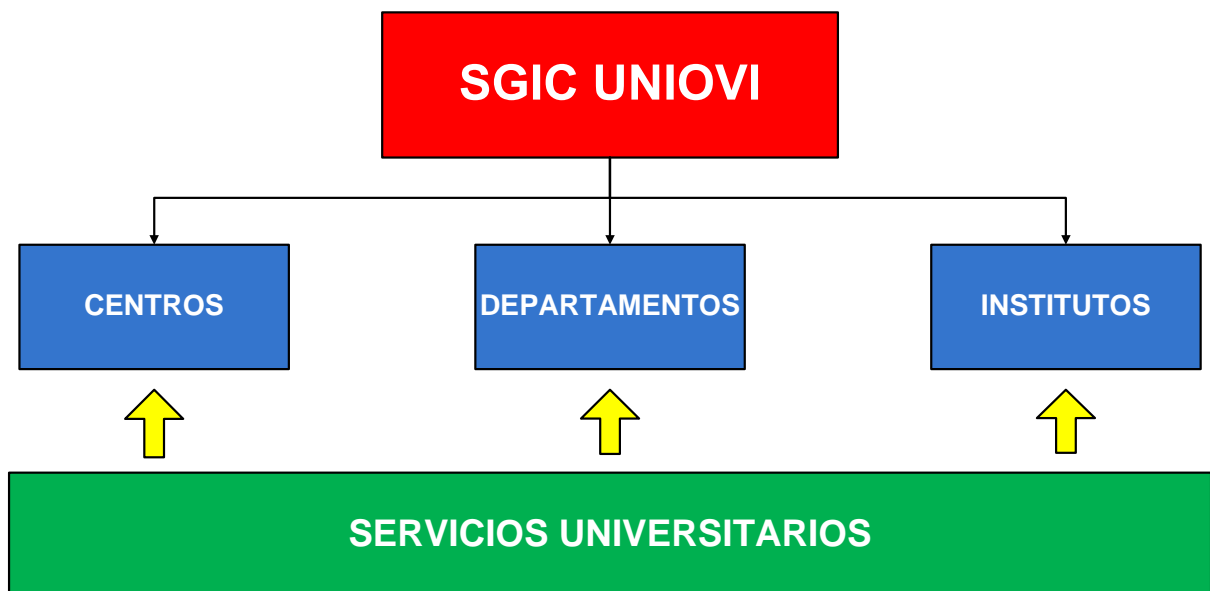 SGIC UNIOVI
CENTROS
DEPARTAMENTOS
INSTITUTOS
SERVICIOS UNIVERSITARIOS